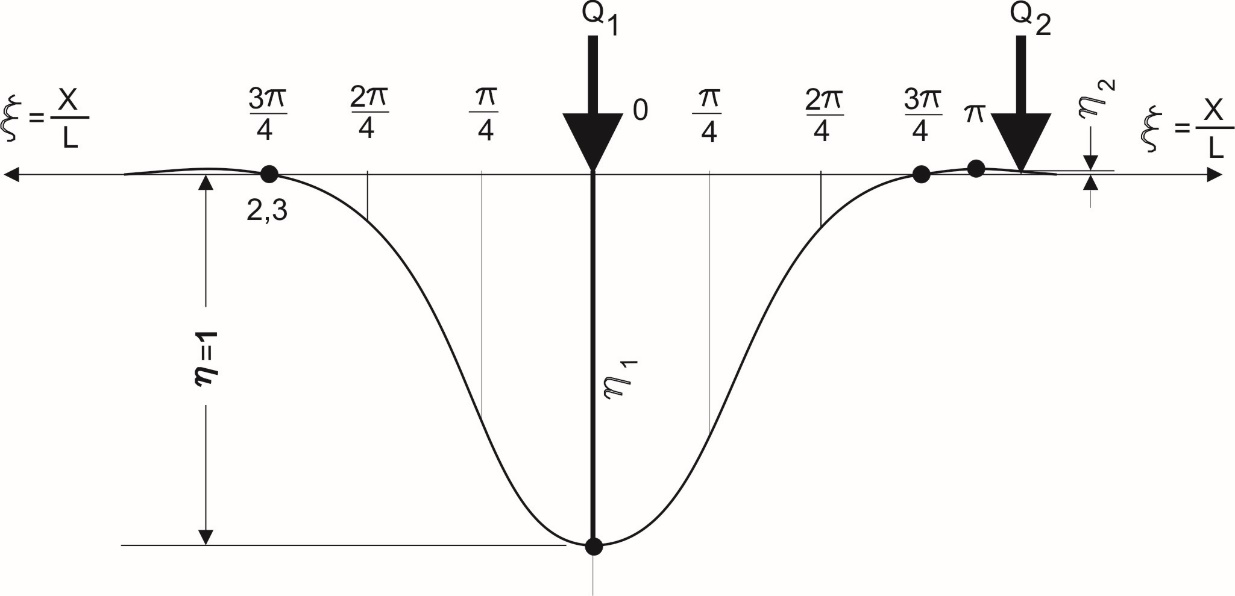 Q1 Q2
ξ = X/L 3π/4 2π/4 π/4 0 π/4 2π/4 3π/4 π η2 ξ = X/L
2,3
η=1
η1